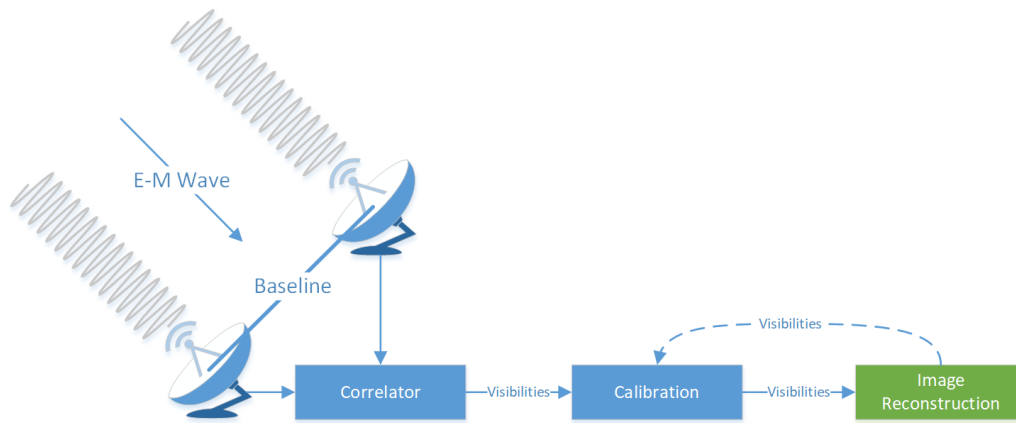 E-M Wave
Baseline
Visibilities
Correlator
Visibilities
Calibration
Visibilities
Image
Reconstruction